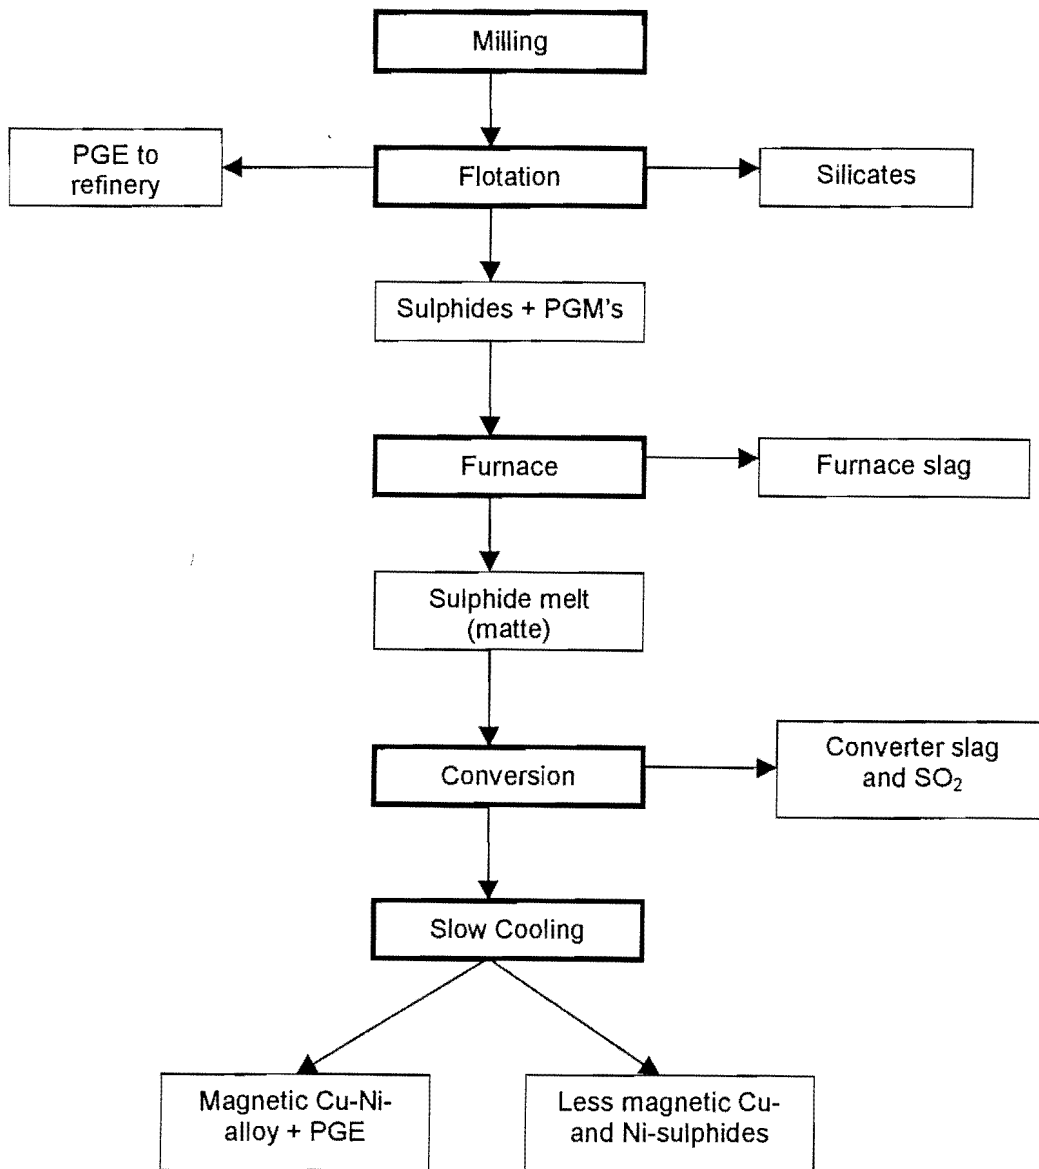 Milling
PGE to
refinery
Flotation
Silicates
Sulphides + PGM's
Furnace
Furnace slag
Sulphide melt
(matte)
Conversion
Converter slag
and SO₂
Slow Cooling
Magnetic Cu-Ni-
alloy + PGE
Less magnetic Cu-
and Ni-sulphides